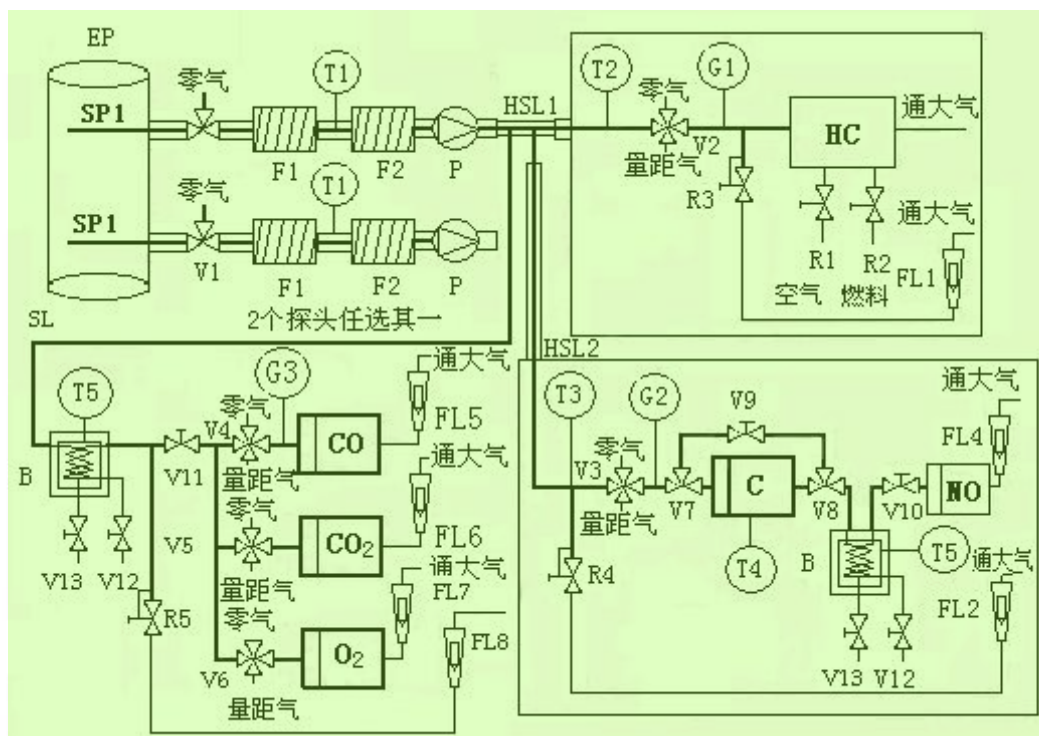 EP
零气
T1
SP1
F1
F2
P
零气
T1
SP1
V1
F1
F2
P
2个探头任选其一
HSL1
T2
零气
G1
量距气
V2
HC
通大气
R3
R1
R2
空气
燃料
通大气
FL1
SL
HSL2
T5
B
V13
V12
V11
V4
零气
G3
量距气
CO
通大气
FL5
V5
零气
量距气
CO₂
通大气
FL6
R5
V6
零气
量距气
O₂
通大气
FL7
FL8
T3
V3
零气
量距气
G2
V7
V9
C
T4
V8
V10
NO
通大气
FL4
R4
B
T5
V13
V12
通大气
FL2